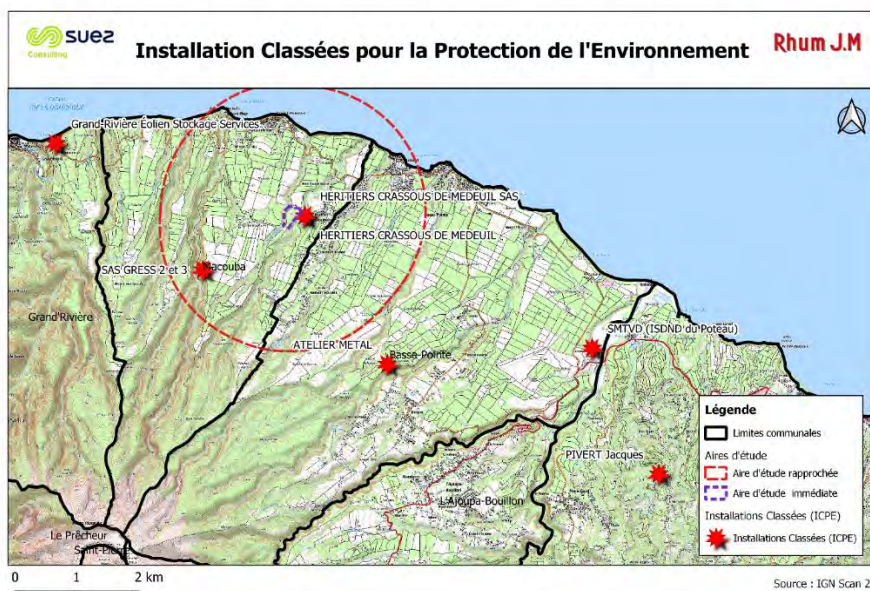 suez
Consulting
Installation Classées pour la Protection de l'Environnement
Rhum J.M
Grand-Rivière Éolien Stockage Services
HERITIERS CRASSOUS DE MEDEUIL SAS
HERITIERS CRASSOUS DE MEDEUIL
SAS GRESS 2 et 3
Macouba
Grand'Rivière
ATELIER METAL
Basse-Pointe
SMTVD (ISDND du Poteau)
PIVERT Jacques
L'Ajoupa-Bouillon
Le Prêcheur
Saint-Pierre
Légende
Limites communales
Aires d'étude
Aire d'étude rapprochée
Aire d'étude immédiate
Installations Classées (ICPE)
Installations Classées (ICPE)
0 1 2 km
Source : IGN Scan 2